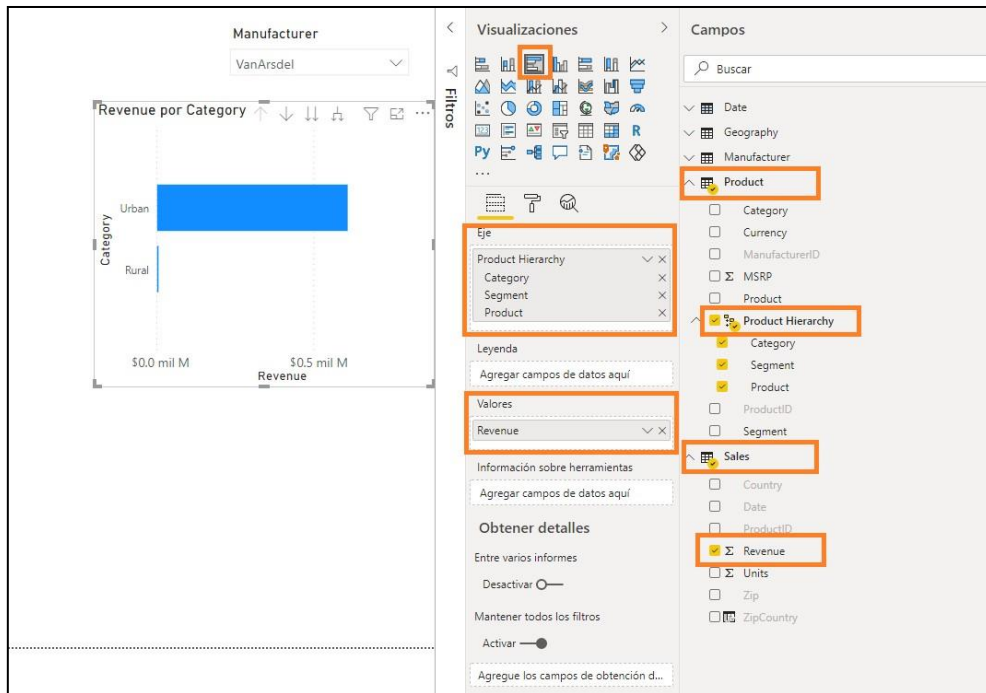 Manufacturer
VanArsdel
Revenue por Category
Urban
Rural
Category
$0.0 mil M
$0.5 mil M
Revenue
Filtros
Visualizaciones
123
R
Py
...
Eje
Product Hierarchy
Category
Segment
Product
Leyenda
Agregar campos de datos aquí
Valores
Revenue
Información sobre herramientas
Agregar campos de datos aquí
Obtener detalles
Entre varios informes
Desactivar
Mantener todos los filtros
Activar
Agregue los campos de obtención d...
Campos
Buscar
Date
Geography
Manufacturer
Product
Category
Currency
ManufacturerID
Σ MSRP
Product
Product Hierarchy
Category
Segment
Product
ProductID
Segment
Sales
Country
Date
ProductID
Σ Revenue
Σ Units
Zip
ZipCountry